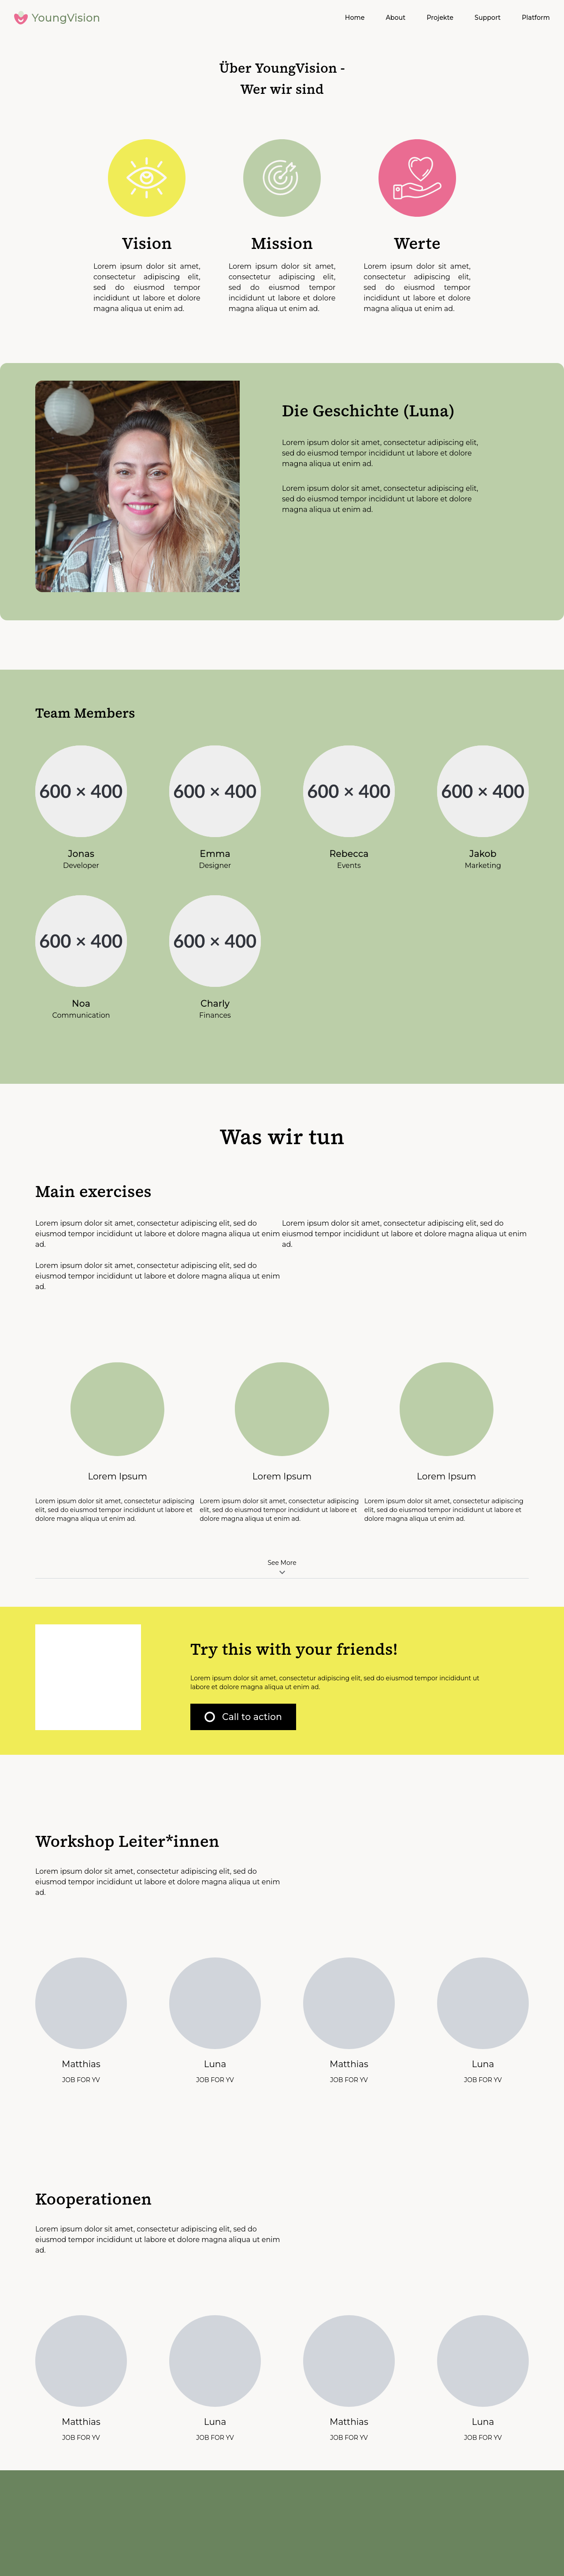 YoungVision
Home
About
Projekte
Support
Platform
Über YoungVision -
Wer wir sind
Vision
Lorem ipsum dolor sit amet,
consectetur adipiscing elit,
sed do eiusmod tempor
incididunt ut labore et dolore
magna aliqua ut enim ad.
Mission
Lorem ipsum dolor sit amet,
consectetur adipiscing elit,
sed do eiusmod tempor
incididunt ut labore et dolore
magna aliqua ut enim ad.
Werte
Lorem ipsum dolor sit amet,
consectetur adipiscing elit,
sed do eiusmod tempor
incididunt ut labore et dolore
magna aliqua ut enim ad.
Die Geschichte (Luna)
Lorem ipsum dolor sit amet, consectetur adipiscing elit,
sed do eiusmod tempor incididunt ut labore et dolore
magna aliqua ut enim ad.
Lorem ipsum dolor sit amet, consectetur adipiscing elit,
sed do eiusmod tempor incididunt ut labore et dolore
magna aliqua ut enim ad.
Team Members
600 × 400
Jonas
Developer
600 × 400
Emma
Designer
600 × 400
Rebecca
Events
600 × 400
Jakob
Marketing
600 × 400
Noa
Communication
600 × 400
Charly
Finances
Was wir tun
Main exercises
Lorem ipsum dolor sit amet, consectetur adipiscing elit, sed do
eiusmod tempor incididunt ut labore et dolore magna aliqua ut enim
ad.
Lorem ipsum dolor sit amet, consectetur adipiscing elit, sed do
eiusmod tempor incididunt ut labore et dolore magna aliqua ut enim
ad.
Lorem ipsum dolor sit amet, consectetur adipiscing elit, sed do
eiusmod tempor incididunt ut labore et dolore magna aliqua ut enim
ad.
Lorem Ipsum
Lorem ipsum dolor sit amet, consectetur adipiscing
elit, sed do eiusmod tempor incididunt ut labore et
dolore magna aliqua ut enim ad.
Lorem Ipsum
Lorem ipsum dolor sit amet, consectetur adipiscing
elit, sed do eiusmod tempor incididunt ut labore et
dolore magna aliqua ut enim ad.
Lorem Ipsum
Lorem ipsum dolor sit amet, consectetur adipiscing
elit, sed do eiusmod tempor incididunt ut labore et
dolore magna aliqua ut enim ad.
See More
Try this with your friends!
Lorem ipsum dolor sit amet, consectetur adipiscing elit, sed do eiusmod tempor incididunt ut
labore et dolore magna aliqua ut enim ad.
Call to action
Workshop Leiter*innen
Lorem ipsum dolor sit amet, consectetur adipiscing elit, sed do
eiusmod tempor incididunt ut labore et dolore magna aliqua ut enim
ad.
Matthias
JOB FOR YV
Luna
JOB FOR YV
Matthias
JOB FOR YV
Luna
JOB FOR YV
Kooperationen
Lorem ipsum dolor sit amet, consectetur adipiscing elit, sed do
eiusmod tempor incididunt ut labore et dolore magna aliqua ut enim
ad.
Matthias
JOB FOR YV
Luna
JOB FOR YV
Matthias
JOB FOR YV
Luna
JOB FOR YV